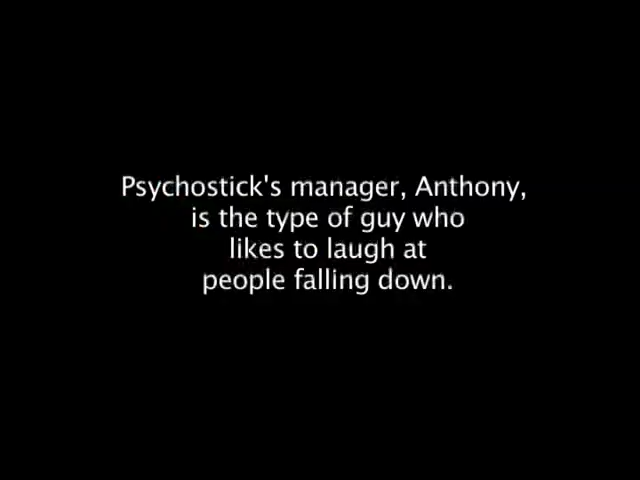 Psychostick's manager, Anthony,
is the type of guy who
likes to laugh at
people falling down.